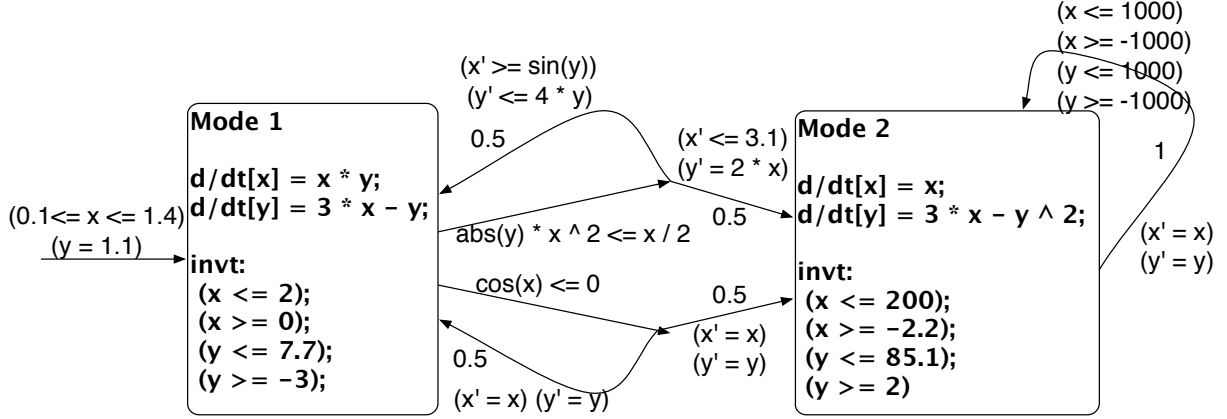 (x <= 1000)
(x >= -1000)
(y <= 1000)
(y >= -1000)
1
(x' = x)
(y' = y)
(x' >= sin(y))
(y' <= 4 * y)
0.5
(x' <= 3.1)
(y' = 2 * x)
0.5
(0.1<= x <= 1.4)
(y = 1.1)
Mode 1
d/dt[x] = x * y;
d/dt[y] = 3 * x - y;
invt:
(x <= 2);
(x >= 0);
(y <= 7.7);
(y >= -3);
abs(y) * x ^ 2 <= x / 2
cos(x) <= 0
0.5
(x' = x)
(y' = y)
0.5
(x' = x) (y' = y)
Mode 2
d/dt[x] = x;
d/dt[y] = 3 * x - y ^ 2;
invt:
(x <= 200);
(x >= -2.2);
(y <= 85.1);
(y >= 2)